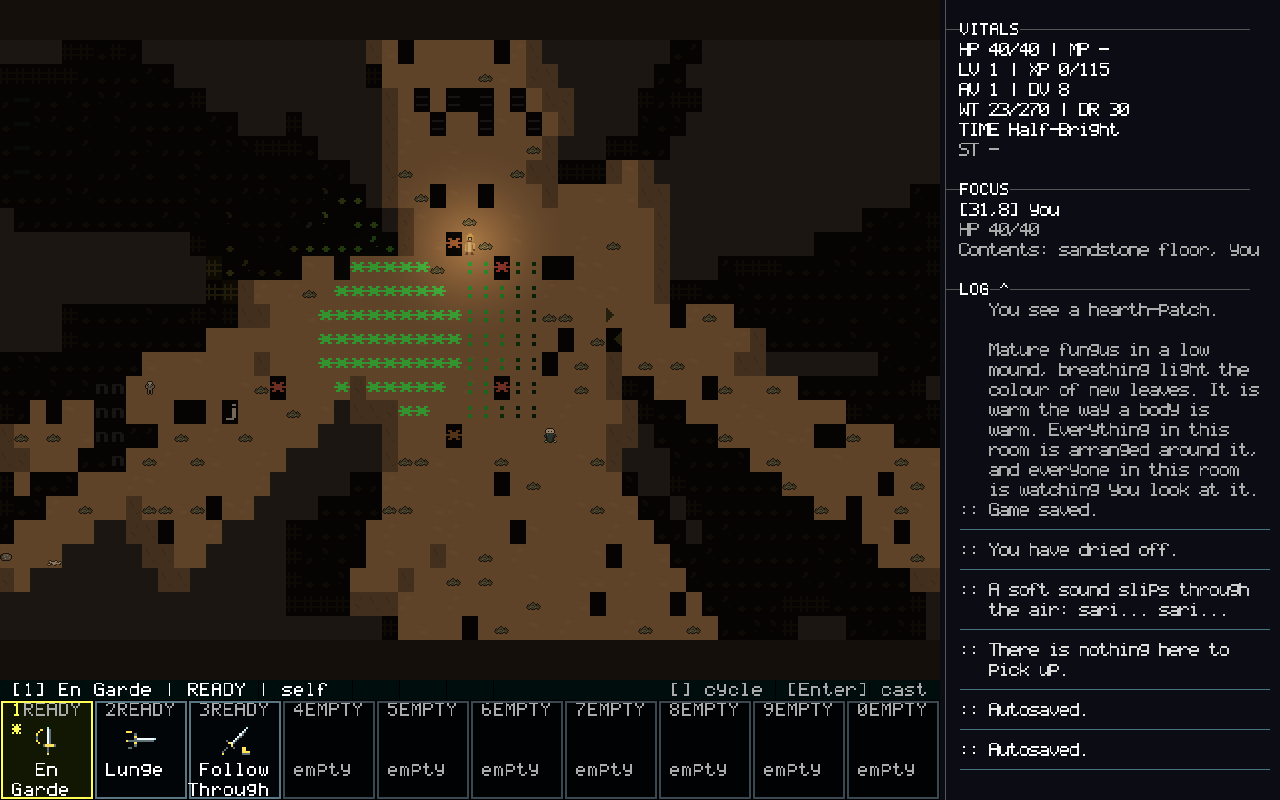 VITALS
HP 40/40 | MP -
LV 1 | XP 0/115
AV 1 | DV 8
WT 23/270 | DR 30
TIME Half-Bright
ST -
FOCUS
[31,8] You
HP 40/40
Contents: sandstone floor, You
LOG ^
You see a hearth-Patch.
Mature fungus in a low
mound, breathing light the
colour of new leaves. It is
warm the way a body is
warm. Everything in this
room is arranged around it,
and everyone in this room
is watching You look at it.
:: Game saved.
:: You have dried off.
:: A soft sound slips through
the air: sari... sari...
:: There is nothing here to
Pick uP.
:: Autosaved.
:: Autosaved.
nn
nn
nn j
n
[1] En Garde | READY | self
[] cycle [Enter] cast
1READY 2READY 3READY 4EMPTY 5EMPTY 6EMPTY 7EMPTY 8EMPTY 9EMPTY 0EMPTY
*
En Garde
Lunge
Follow Through
empty empty empty empty empty empty empty